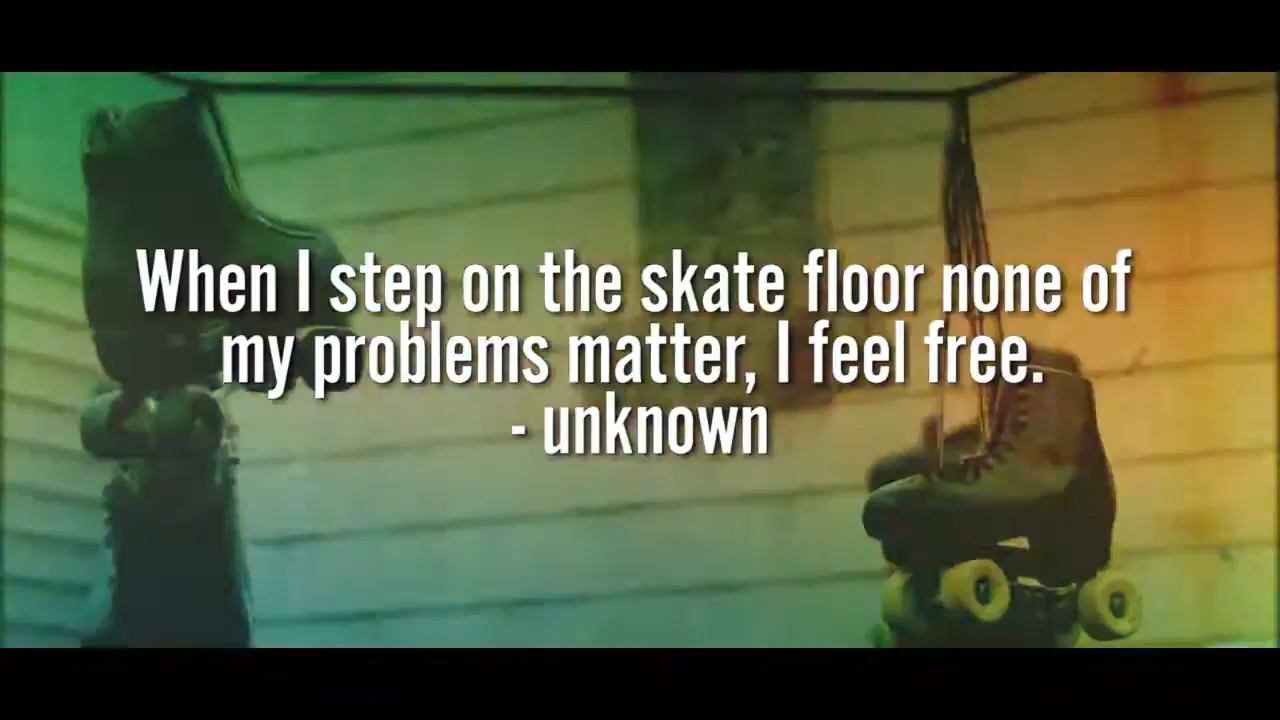 When I step on the skate floor none of
my problems matter, I feel free.
- unknown